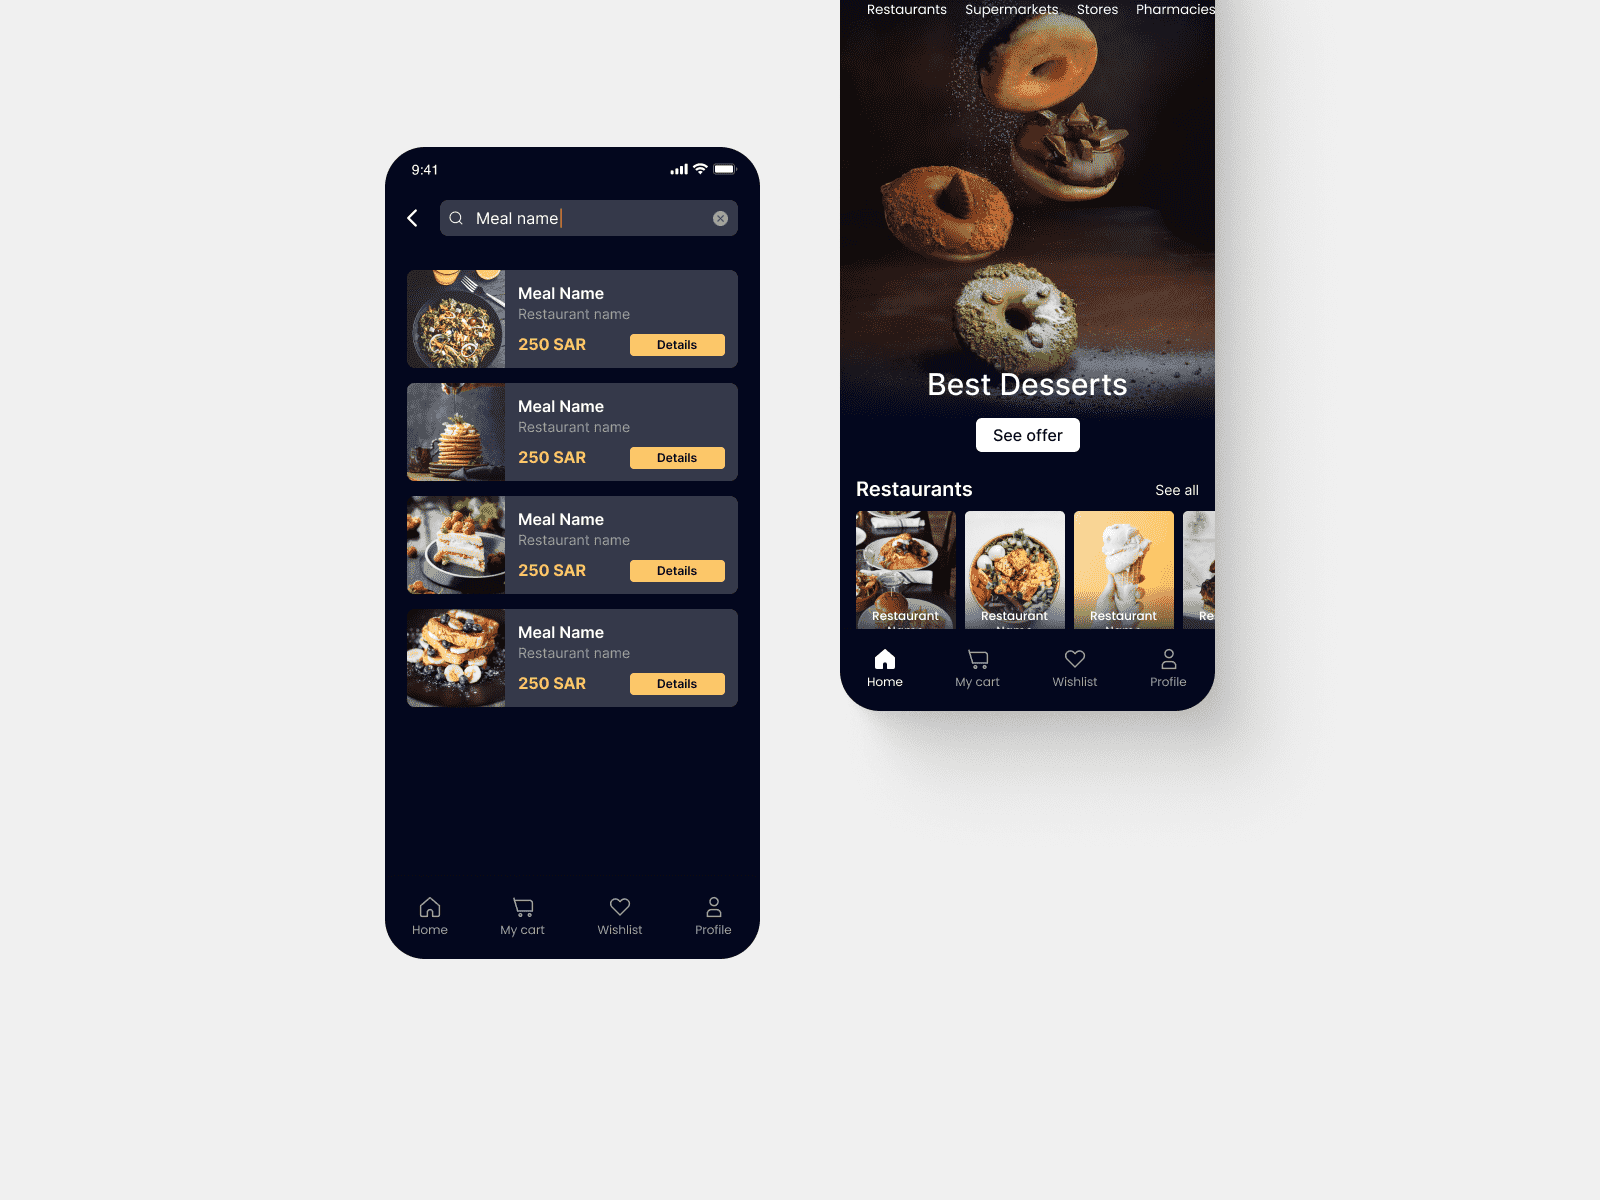 9:41
Meal name
Meal Name
Restaurant name
250 SAR
Details
Meal Name
Restaurant name
250 SAR
Details
Meal Name
Restaurant name
250 SAR
Details
Meal Name
Restaurant name
250 SAR
Details
Home
My cart
Wishlist
Profile
Restaurants
Supermarkets
Stores
Pharmacies
Best Desserts
See offer
Restaurants
See all
Restaurant
Restaurant
Restaurant
Re
Home
My cart
Wishlist
Profile